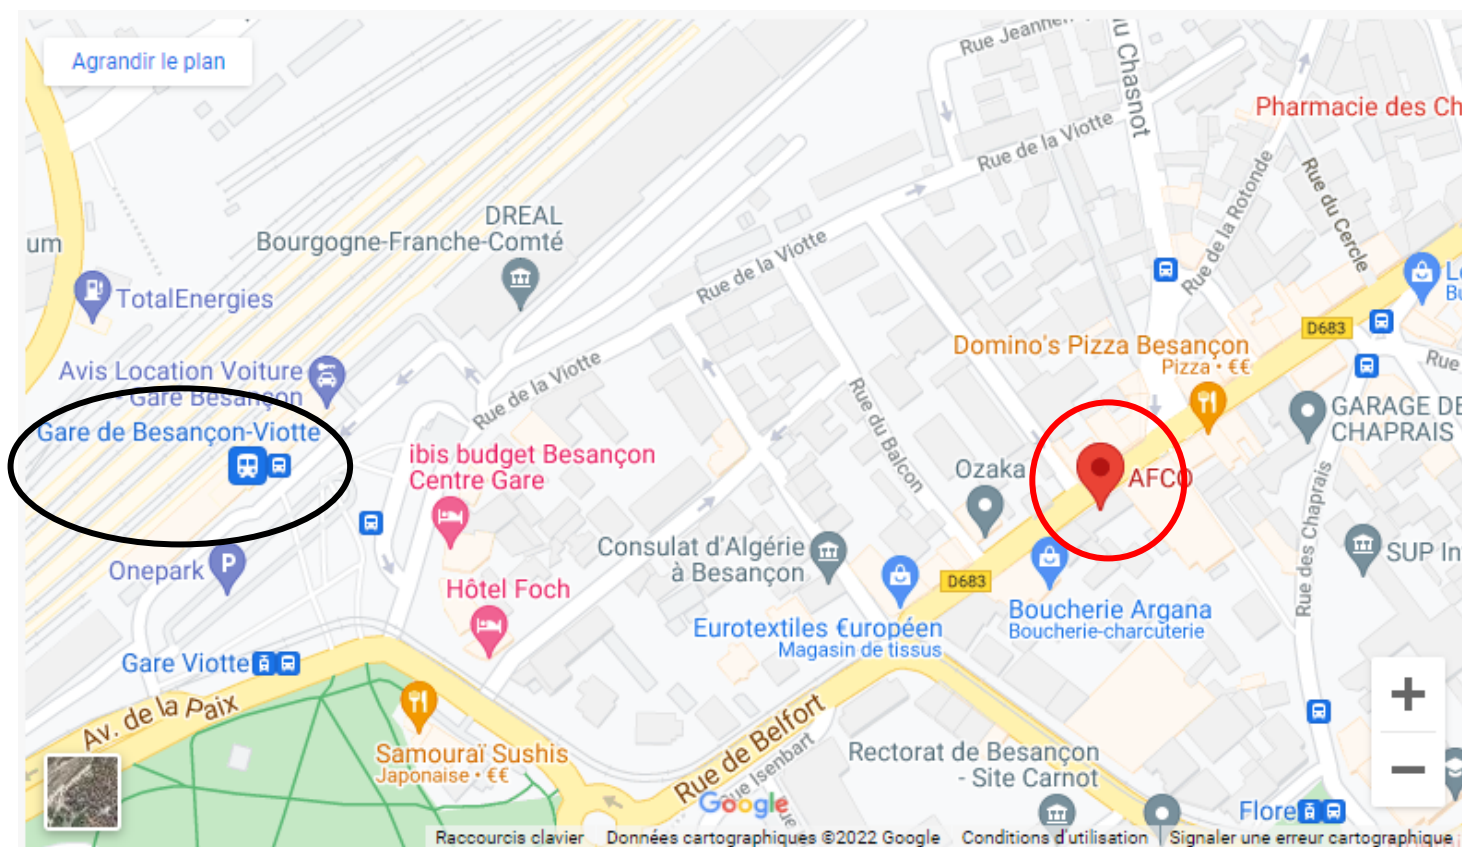 Agrandir le plan
Rue Jeannen
u Chasnot
Pharmacie des Ch
Rue de la Viotte
Rue de la Rotonde
Rue du Cercle
um
DREAL
Bourgogne-Franche-Comté
Rue de la Viotte
TotalEnergies
D683
Domino's Pizza Besançon
Pizza • €€
Rue
Avis Location Voiture
- Gare Besançon
Rue de la Viotte
Rue du Balcon
GARAGE DE
CHAPRAIS
Gare de Besançon-Viotte
ibis budget Besançon
Centre Gare
Ozaka
AFCO
Rue des Chaprais
Consulat d'Algérie
à Besançon
SUP In
Onepark
P
Hôtel Foch
D683
Boucherie Argana
Boucherie-charcuterie
Eurotextiles €uropéen
Magasin de tissus
Gare Viotte
Av. de la Paix
Samouraï Sushis
Japonaise • €€
Rue de Belfort
Rue Isenbart
Rectorat de Besançon
- Site Carnot
Google
Flore
Raccourcis clavier Données cartographiques ©2022 Google Conditions d'utilisation Signaler une erreur cartographique